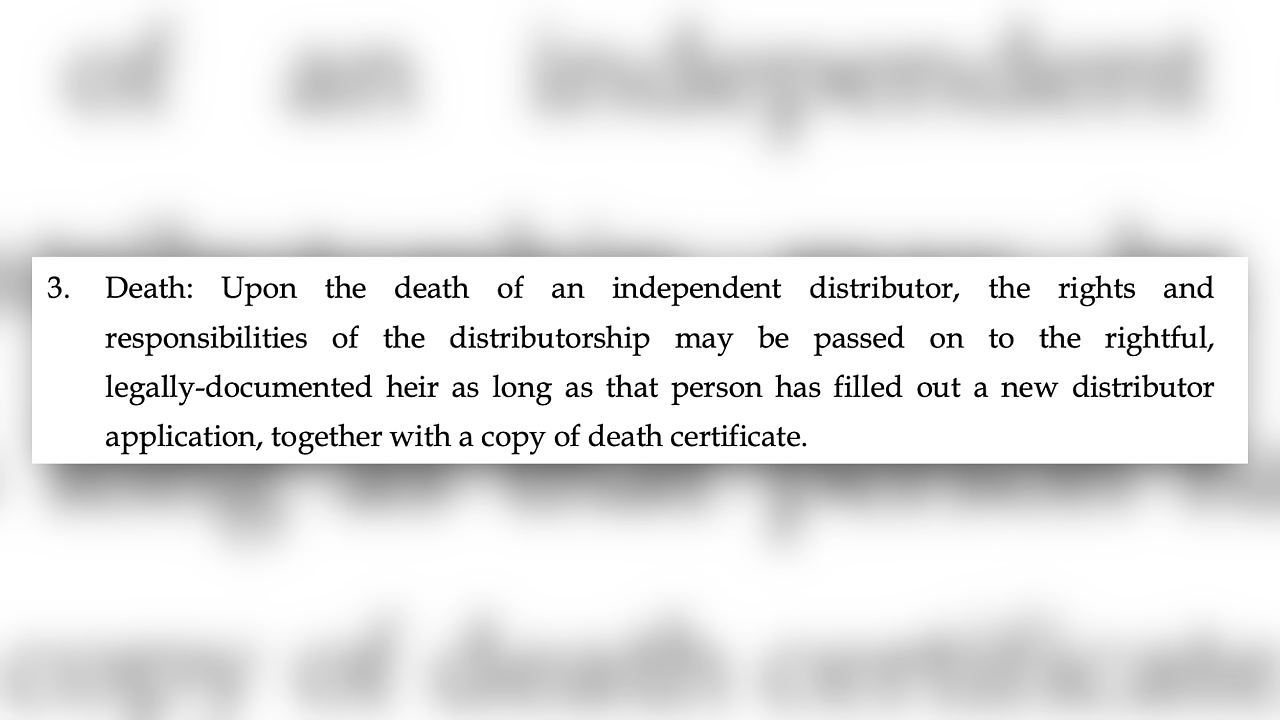 3. Death: Upon the death of an independent distributor, the rights and
responsibilities of the distributorship may be passed on to the rightful,
legally-documented heir as long as that person has filled out a new distributor
application, together with a copy of death certificate.